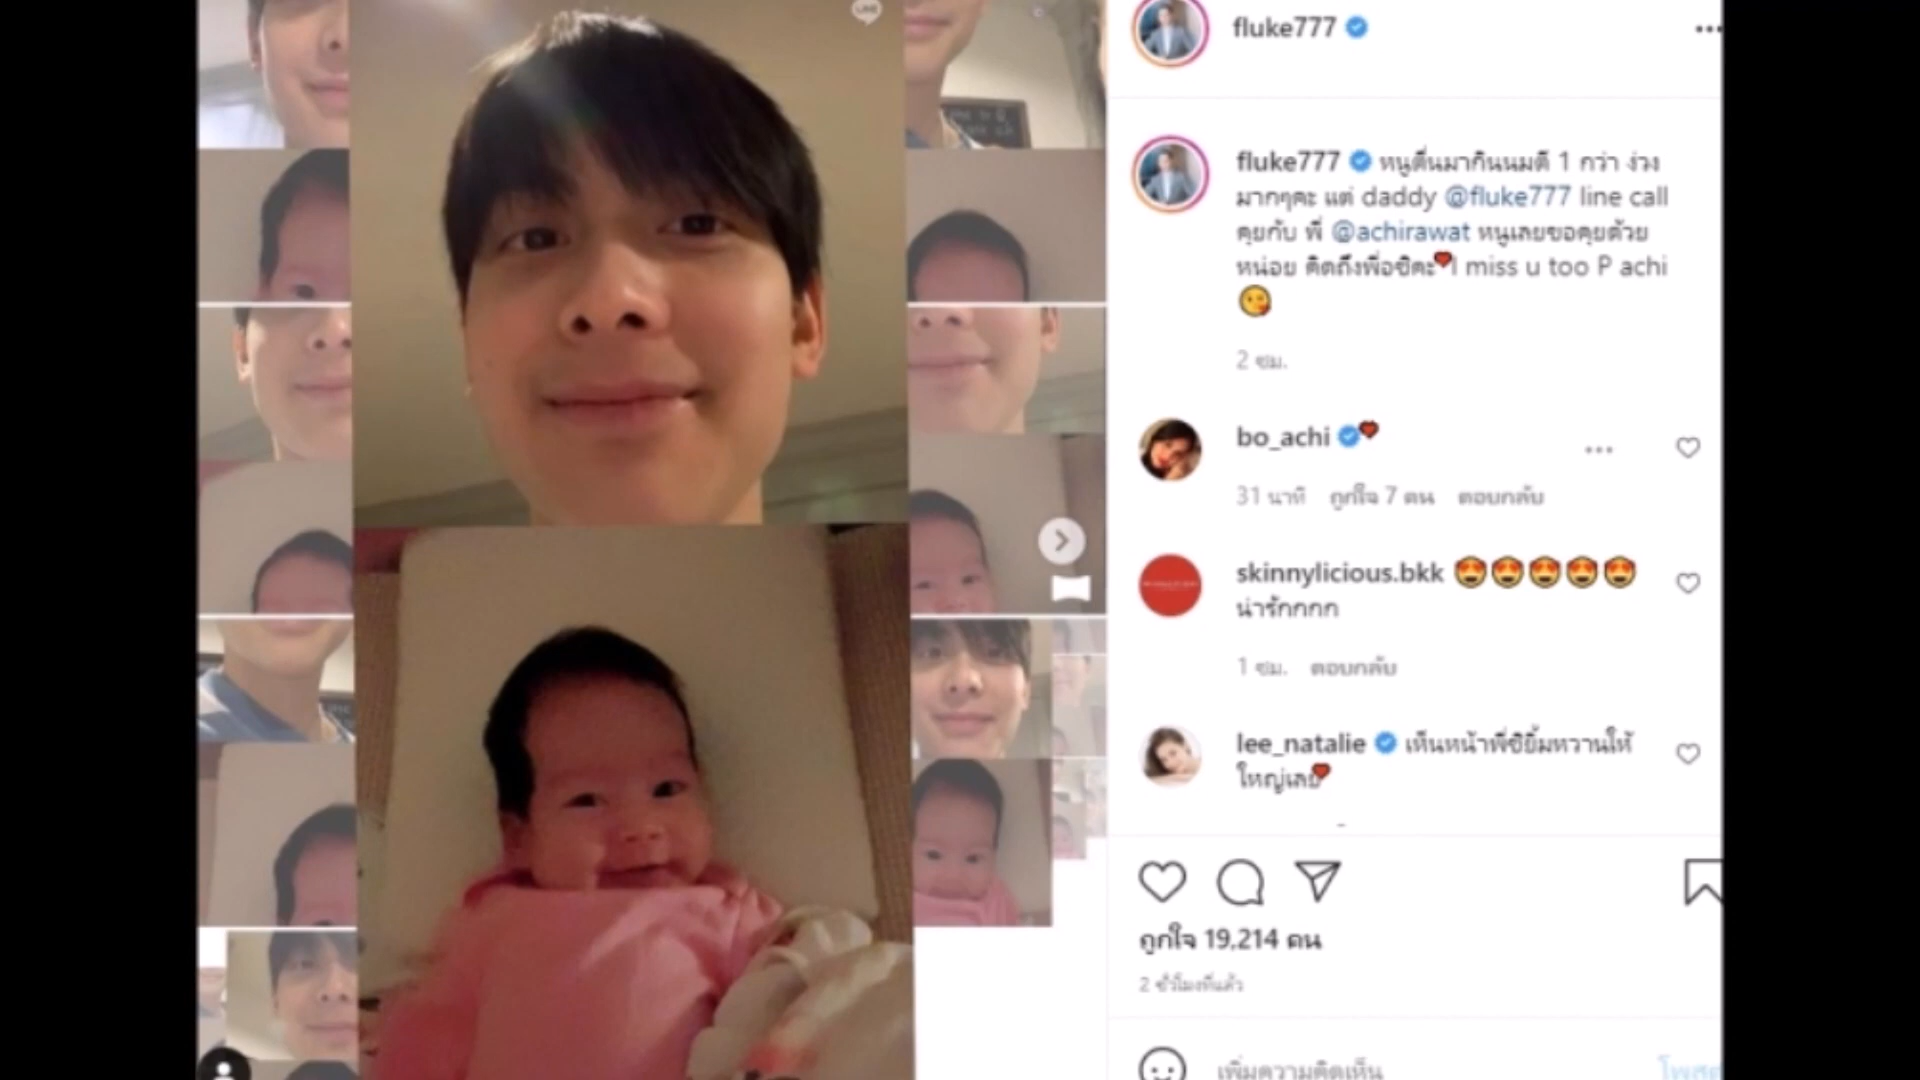 LINE
fluke777
fluke777 หนูตื่นมากินนมตี 1 กว่า ง่วง
มากๆคะ แต่ daddy @fluke777 line call
คุยกับ พี่ @achirawat หนูเลยขอคุยด้วย
หน่อย คิดถึงพี่อชิคะ❤I miss u too P achi
😘
2 ชม.
bo_achi ❤
31 นาที ถูกใจ 7 คน ตอบกลับ
skinnylicious.bkk 😍😍😍😍😍
น่ารักกกก
1 ชม. ตอบกลับ
lee_natalie เห็นหน้าพี่ชิยิ้มหวานให้
ใหญ่เลย❤
ถูกใจ 19,214 คน
2 ชั่วโมงที่แล้ว
เพิ่มความคิดเห็น
โพสต์